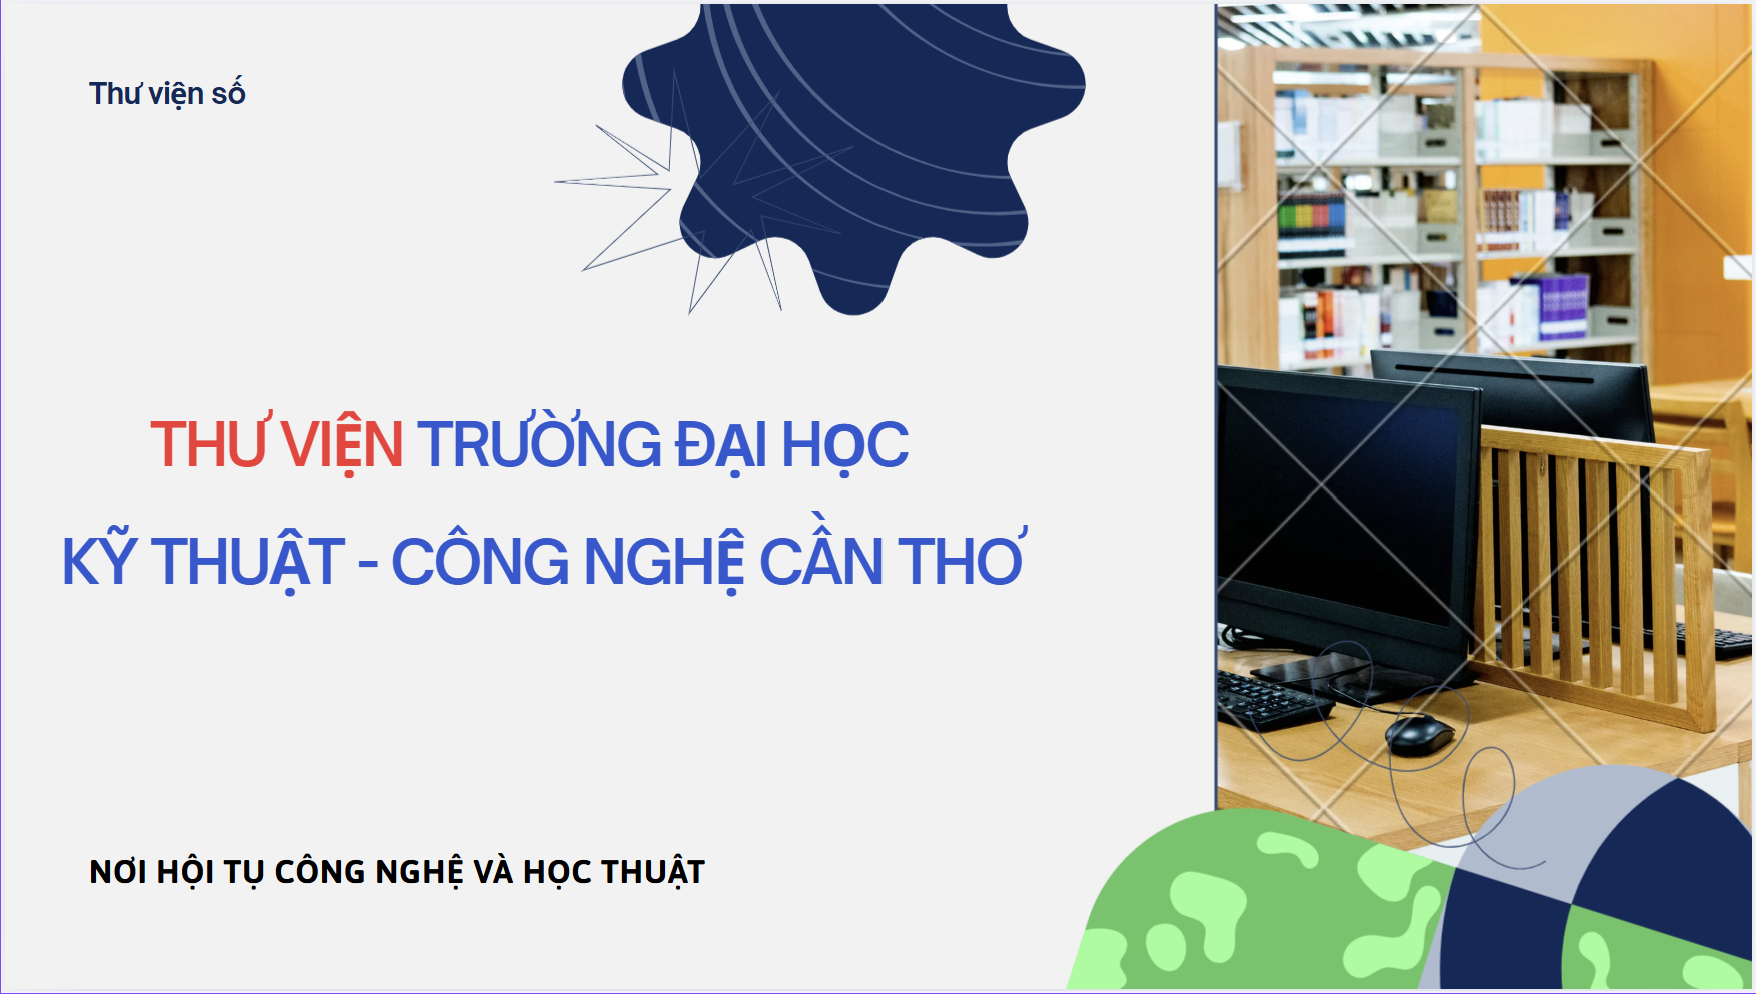 Thư viện số
THƯ VIỆN TRƯỜNG ĐẠI HỌC
KỸ THUẬT - CÔNG NGHỆ CẦN THƠ
NƠI HỘI TỤ CÔNG NGHỆ VÀ HỌC THUẬT